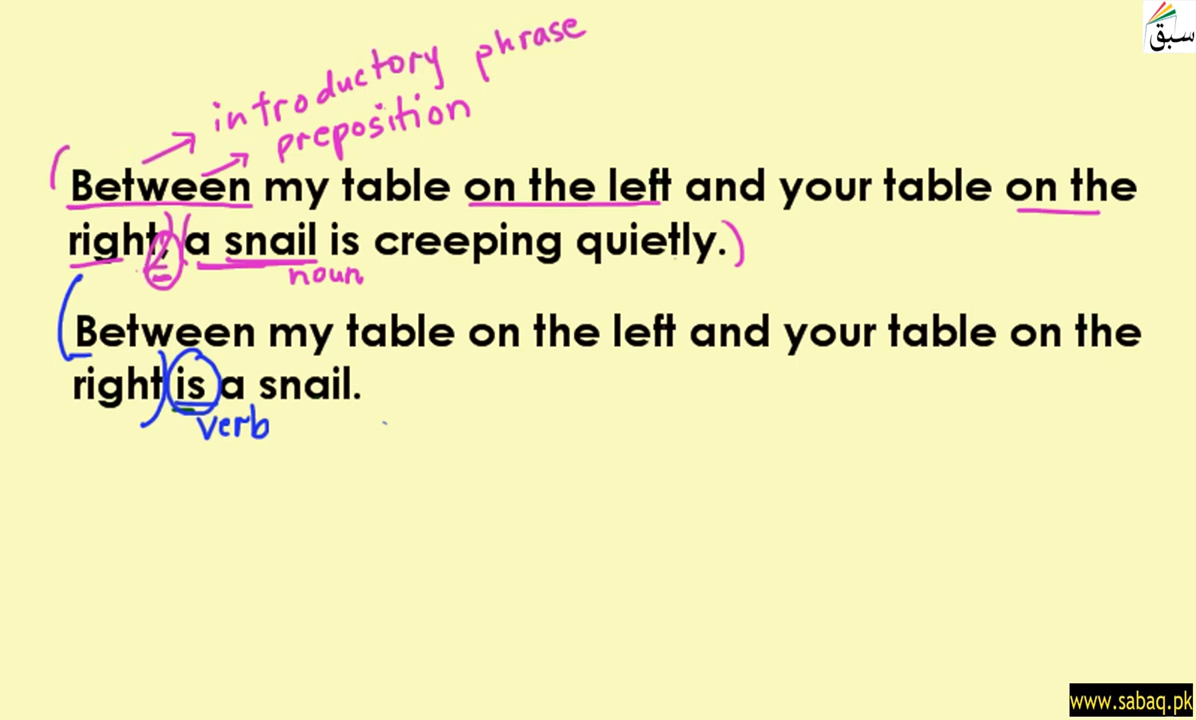 سبق
introductory phrase
preposition
Between my table on the left and your table on the
right, a snail is creeping quietly.
noun
Between my table on the left and your table on the
right is a snail.
verb
www.sabaq.pk